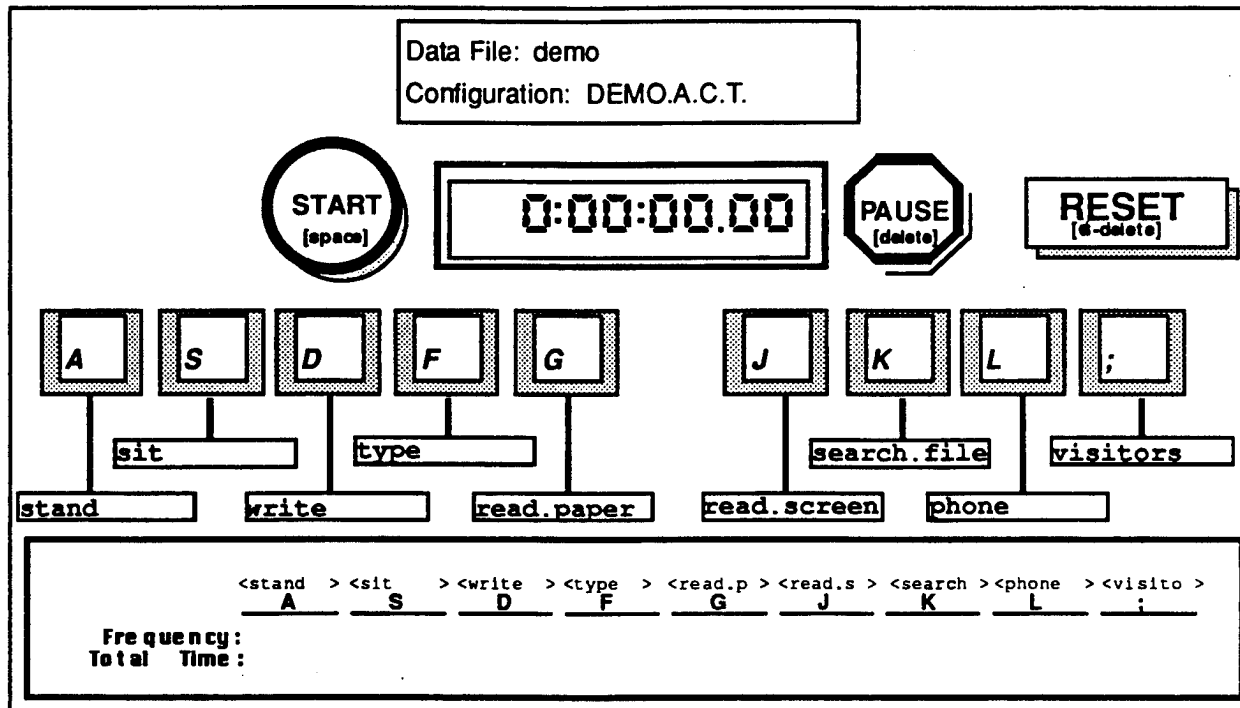 Data File: demo
Configuration: DEMO.A.C.T.
START
[space]
0:00:00.00
PAUSE
[delete]
RESET
A S D F G J K L ;
sit type search.file visitors
stand write read.paper read.screen phone
<stand > <sit > <write > <type > <read.p > <read.s > <search > <phone > <visito >
A S D F G J K L ;
Frequency:
Total Time: